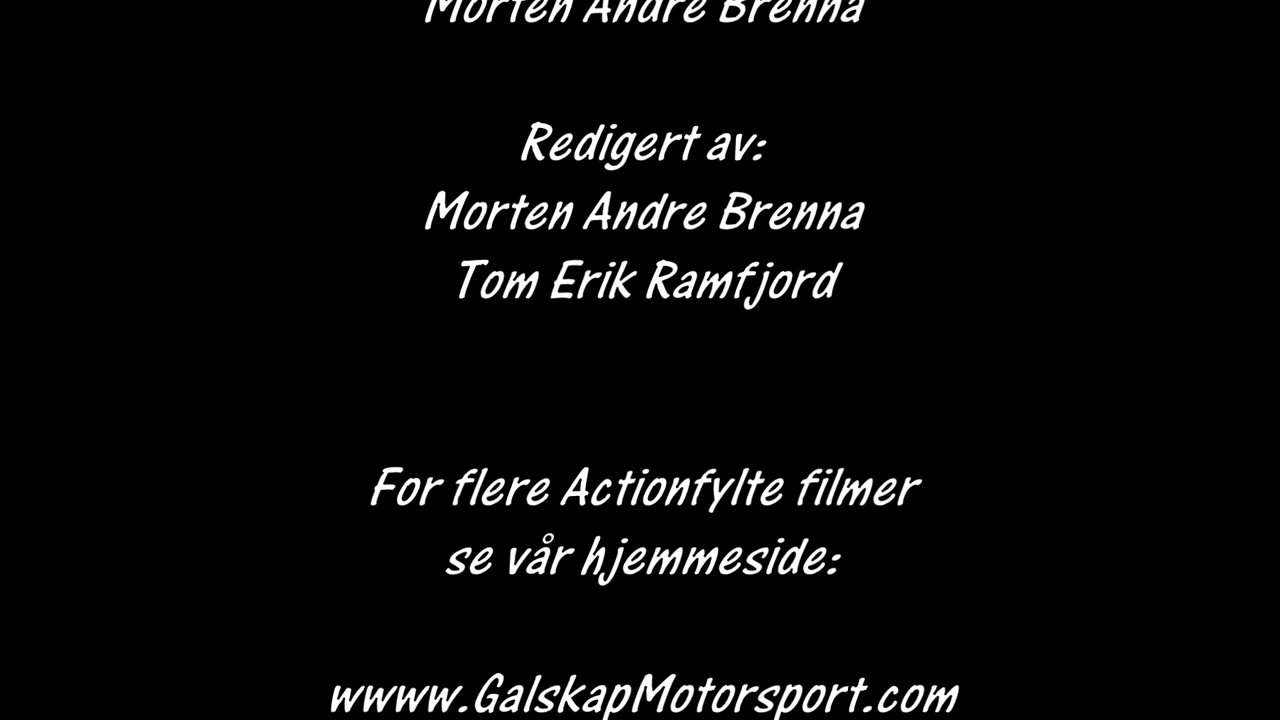 Morten Andre Brenna
Redigert av:
Morten Andre Brenna
Tom Erik Ramfjord
For flere Actionfylte filmer
se vår hjemmeside:
wwww.GalskapMotorsport.com